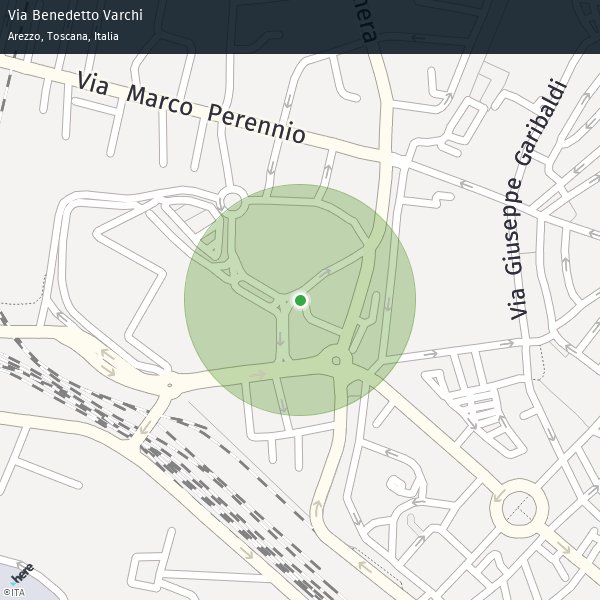 Via Benedetto Varchi
Arezzo, Toscana, Italia
nera
Via Marco Perennio
Via Giuseppe Garibaldi
here
©ITA